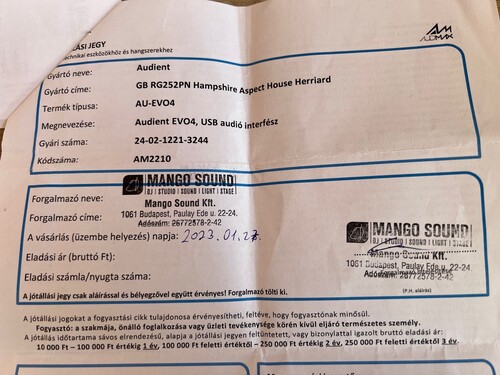 ÁLLÁSI JEGY
technikai eszközökhöz és hangszerekhez
AM
AUDMAX
Gyártó neve: Audient
Gyártó címe: GB RG252PN Hampshire Aspect House Herriard
Termék típusa: AU-EVO4
Megnevezése: Audient EVO4, USB audió interfész
Gyári száma: 24-02-1221-3244
Kódszáma: AM2210
MANGO SOUND
DJ | STUDIO | SOUND | LIGHT | STAGE
Forgalmazó neve: Mango Sound Kft.
Forgalmazó címe: 1061 Budapest, Paulay Ede u. 22-24.
Adószám: 26772578-2-42
A vásárlás (üzembe helyezés) napja: 2023.01.27.
Eladási ár (bruttó Ft):
Eladási számla/nyugta száma:
MANGO SOUND
DJ | STUDIO | SOUND | LIGHT | STAGE
Mango Sound Kft.
1061 Budapest, Paulay Ede u. 22-24.
Adószám: 26772578-2-42
(P.H. aláírás)
A jótállási jegy csak aláírással és bélyegzővel együtt érvényes! Forgalmazó tölti ki.
A jótállási jogokat a fogyasztási cikk tulajdonosa érvényesítheti, feltéve, hogy fogyasztónak minősül.
Fogyasztó: a szakmája, önálló foglalkozása vagy üzleti tevékenysége körén kívül eljáró természetes személy.
A jótállás időtartama sávos elrendezésű, alapja a jótállási jegyen feltüntetett, vagy bizonylattal igazolt bruttó eladási ár:
10 000 Ft – 100 000 Ft értékig 1 év, 100 000 Ft feletti értéktől – 250 000 Ft értékig 2 év, 250 000 Ft feletti értéktől 3 év.